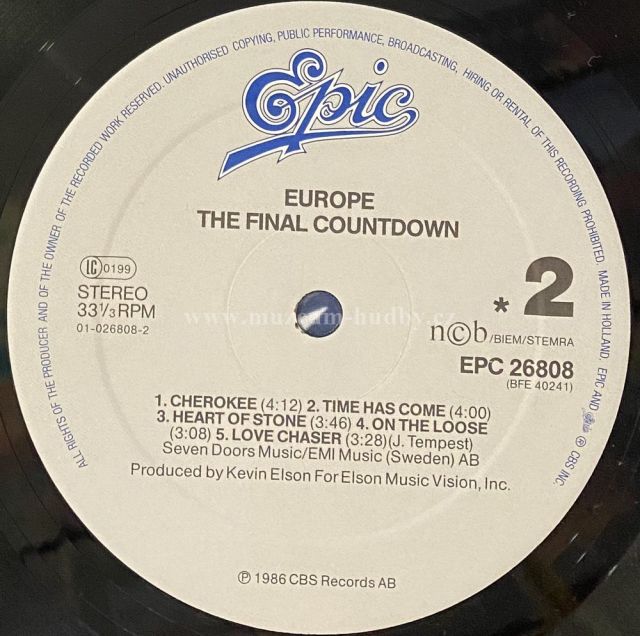 ALL RIGHTS OF THE PRODUCER AND OF THE OWNER OF THE RECORDED WORK RESERVED. UNAUTHORISED COPYING, PUBLIC PERFORMANCE, BROADCASTING, HIRING OR RENTAL OF THIS RECORDING PROHIBITED. MADE IN HOLLAND. EPIC AND Epic ® CBS INC.
Epic
EUROPE
THE FINAL COUNTDOWN
LC 0199
STEREO
33 1/3 RPM
01-026808-2
* 2
www.muzeum-hudby.cz
n©b/BIEM/STEMRA
EPC 26808
(BFE 40241)
1. CHEROKEE (4:12) 2. TIME HAS COME (4:00)
3. HEART OF STONE (3:46) 4. ON THE LOOSE
(3:08) 5. LOVE CHASER (3:28) (J. Tempest)
Seven Doors Music/EMI Music (Sweden) AB
Produced by Kevin Elson For Elson Music Vision, Inc.
℗ 1986 CBS Records AB